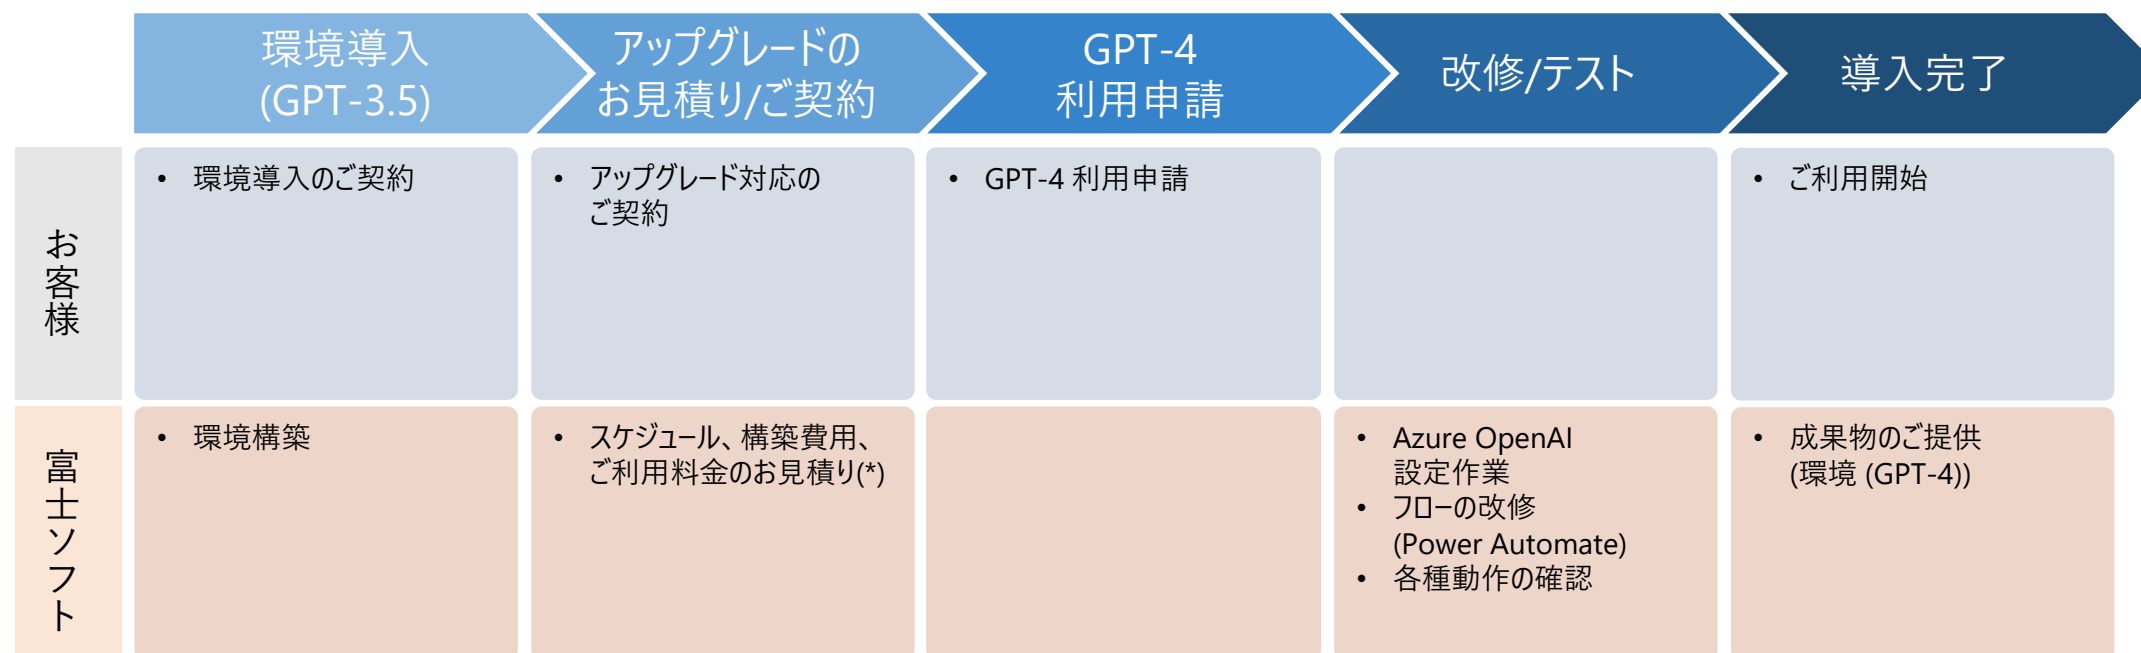 環境導入
(GPT-3.5)
アップグレードの
お見積り/ご契約
GPT-4
利用申請
改修/テスト
導入完了
お客様
• 環境導入のご契約
• アップグレード対応の
ご契約
• GPT-4 利用申請
• ご利用開始
富士ソフト
• 環境構築
• スケジュール、構築費用、
ご利用料金のお見積り(*)
• Azure OpenAI
設定作業
• フローの改修
(Power Automate)
• 各種動作の確認
• 成果物のご提供
(環境 (GPT-4))